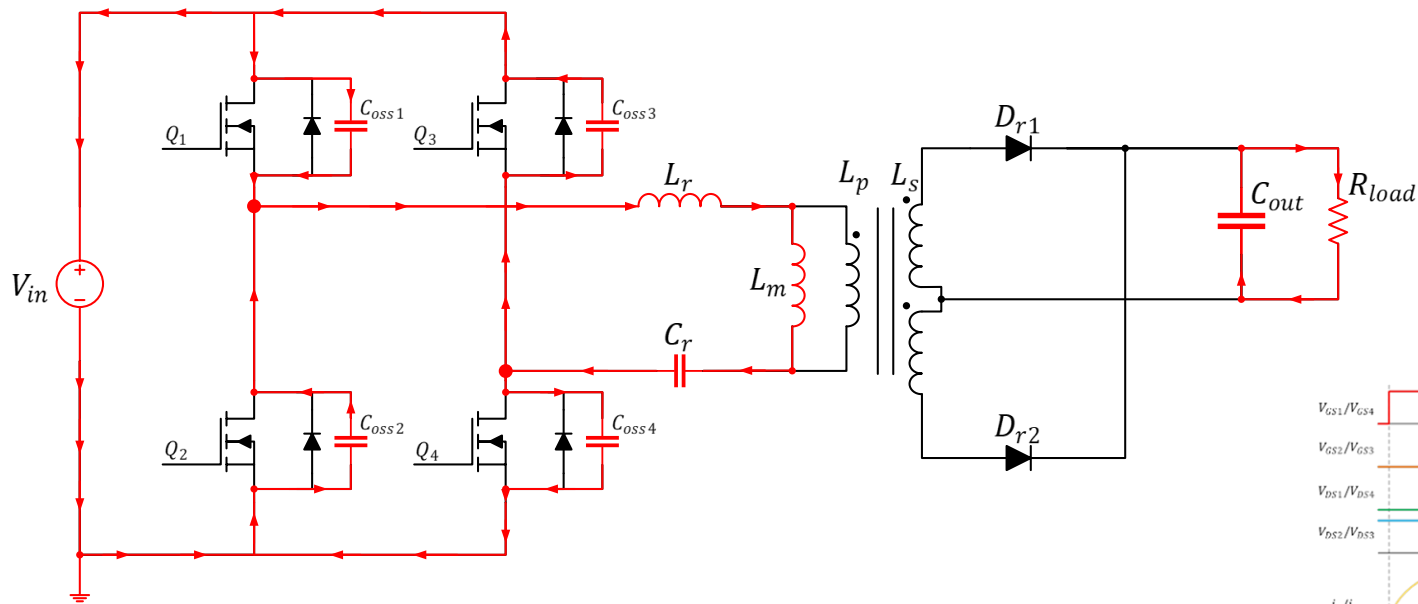 C_oss1
C_oss3
Q_1
Q_3
D_r1
L_r
L_p
L_s
C_out
R_load
V_in
+
−
L_m
C_r
C_oss2
C_oss4
Q_2
Q_4
D_r2
V_GS1/V_GS4
V_GS2/V_GS3
V_DS1/V_DS4
V_DS2/V_DS3